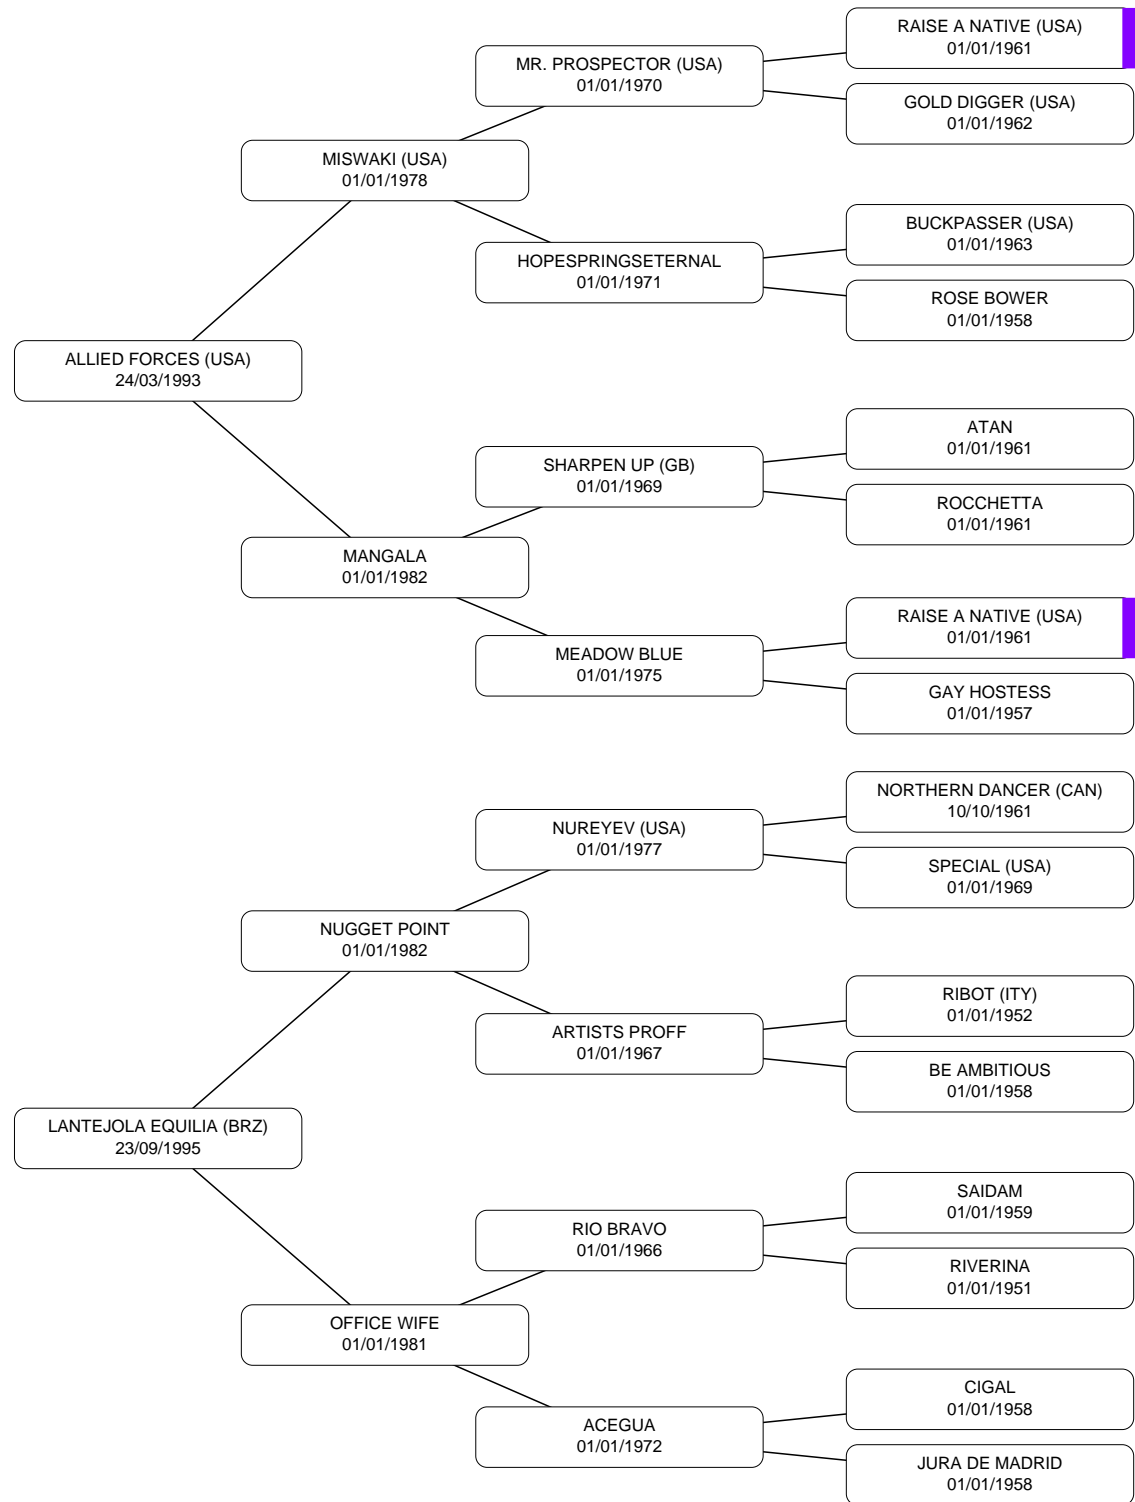 RAISE A NATIVE (USA)
01/01/1961
MR. PROSPECTOR (USA)
01/01/1970
GOLD DIGGER (USA)
01/01/1962
MISWAKI (USA)
01/01/1978
BUCKPASSER (USA)
01/01/1963
HOPESPRINGSETERNAL
01/01/1971
ROSE BOWER
01/01/1958
ALLIED FORCES (USA)
24/03/1993
ATAN
01/01/1961
SHARPEN UP (GB)
01/01/1969
ROCCHETTA
01/01/1961
MANGALA
01/01/1982
RAISE A NATIVE (USA)
01/01/1961
MEADOW BLUE
01/01/1975
GAY HOSTESS
01/01/1957
NORTHERN DANCER (CAN)
10/10/1961
NUREYEV (USA)
01/01/1977
SPECIAL (USA)
01/01/1969
NUGGET POINT
01/01/1982
RIBOT (ITY)
01/01/1952
ARTISTS PROFF
01/01/1967
BE AMBITIOUS
01/01/1958
LANTEJOLA EQUILIA (BRZ)
23/09/1995
SAIDAM
01/01/1959
RIO BRAVO
01/01/1966
RIVERINA
01/01/1951
OFFICE WIFE
01/01/1981
CIGAL
01/01/1958
ACEGUA
01/01/1972
JURA DE MADRID
01/01/1958